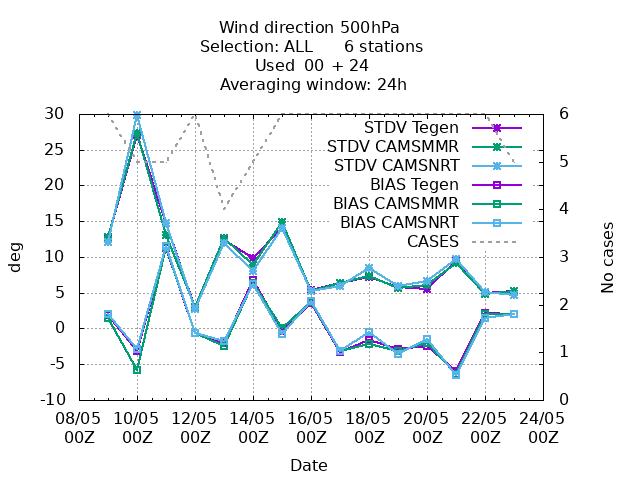 Wind direction 500hPa
Selection: ALL 6 stations
Used 00 + 24
Averaging window: 24h
STDV Tegen
STDV CAMSMMR
STDV CAMSNRT
BIAS Tegen
BIAS CAMSMMR
BIAS CAMSNRT
CASES
30
25
20
15
10
5
0
-5
-10
deg
6
5
4
3
2
1
0
No cases
08/05 10/05 12/05 14/05 16/05 18/05 20/05 22/05 24/05
00Z 00Z 00Z 00Z 00Z 00Z 00Z 00Z 00Z
Date